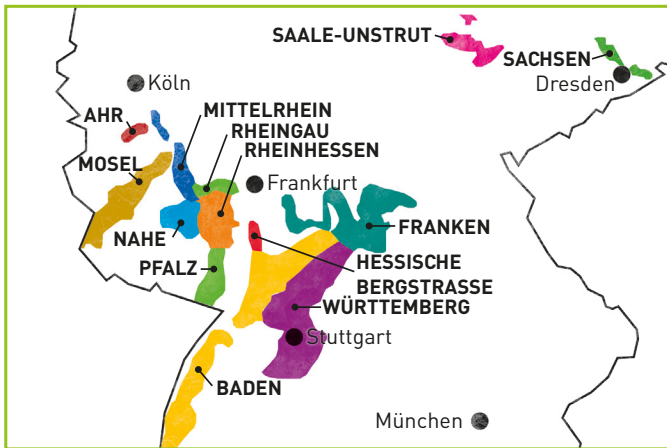 SAALE-UNSTRUT
SACHSEN
Dresden
Köln
AHR
MITTELRHEIN
RHEINGAU
RHEINHESSEN
MOSEL
Frankfurt
NAHE
FRANKEN
PFALZ
HESSISCHE
BERGSTRASSE
WÜRTTEMBERG
Stuttgart
BADEN
München